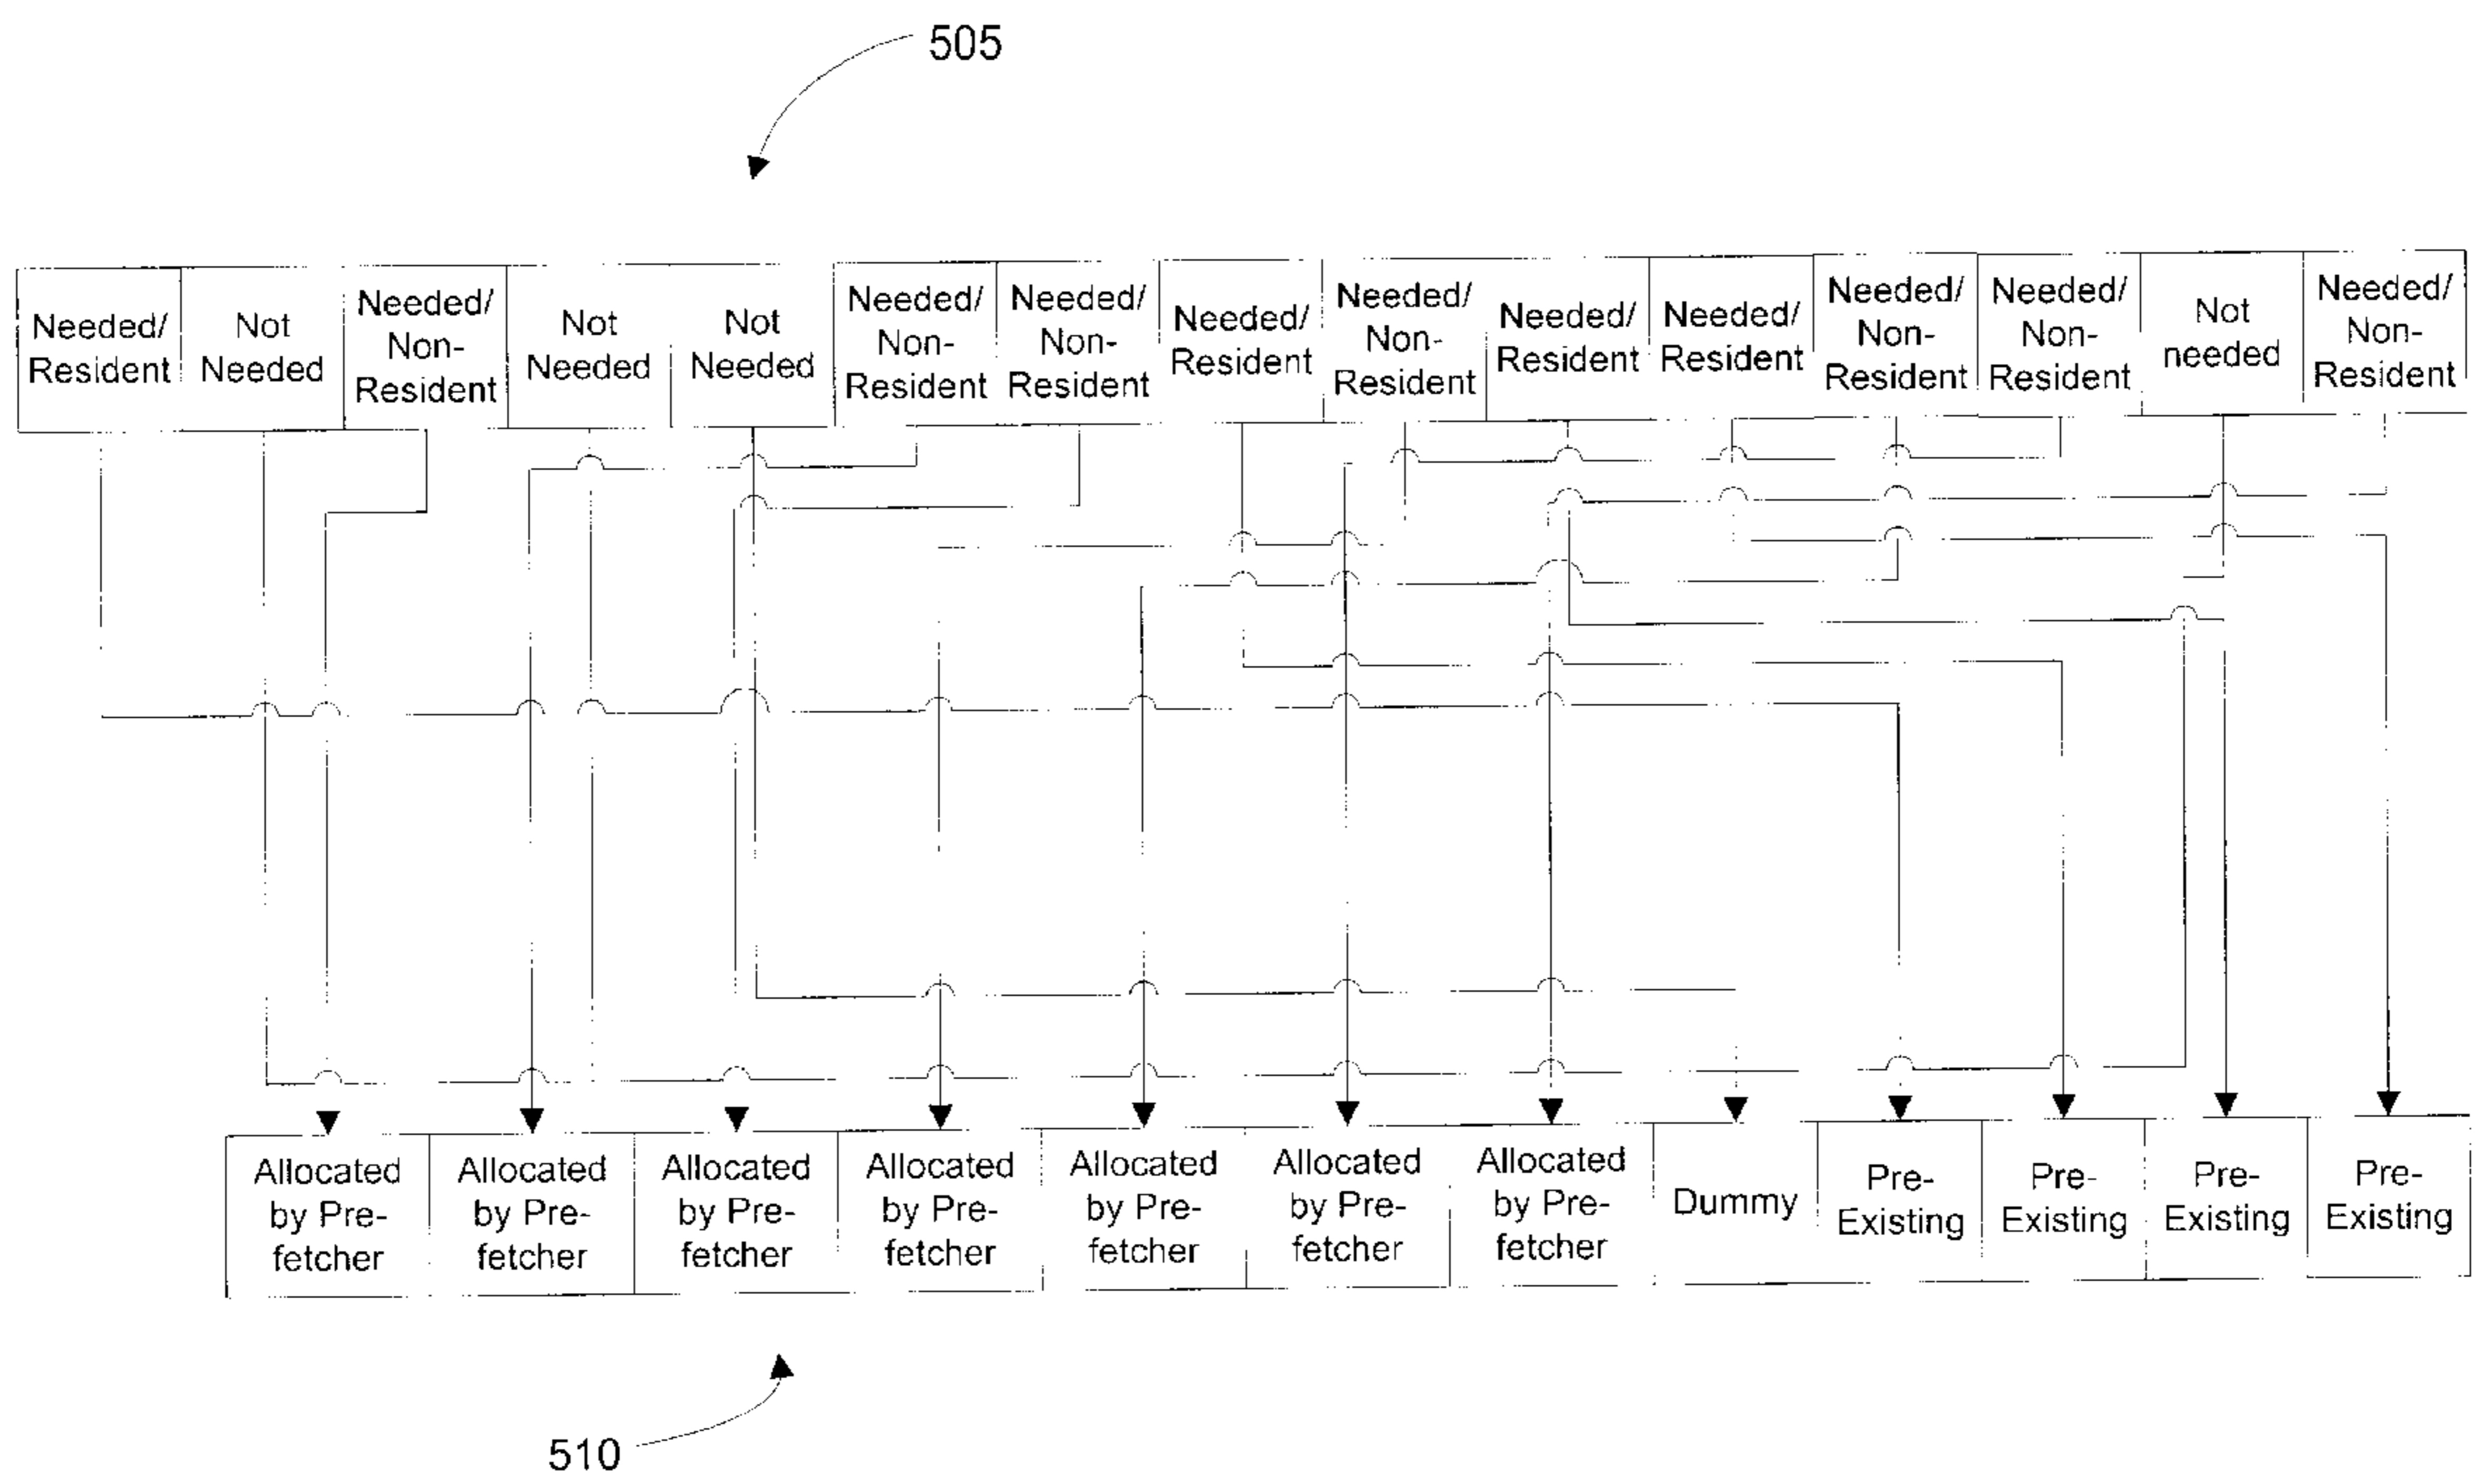 505
Needed/
Resident
Not
Needed
Needed/
Non-
Resident
Not
Needed
Not
Needed
Needed/
Non-
Resident
Needed/
Non-
Resident
Needed/
Resident
Needed/
Non-
Resident
Needed/
Resident
Needed/
Resident
Needed/
Non-
Resident
Needed/
Non-
Resident
Not
needed
Needed/
Non-
Resident
Allocated
by Pre-
fetcher
Allocated
by Pre-
fetcher
Allocated
by Pre-
fetcher
Allocated
by Pre-
fetcher
Allocated
by Pre-
fetcher
Allocated
by Pre-
fetcher
Allocated
by Pre-
fetcher
Dummy
Pre-
Existing
Pre-
Existing
Pre-
Existing
Pre-
Existing
510